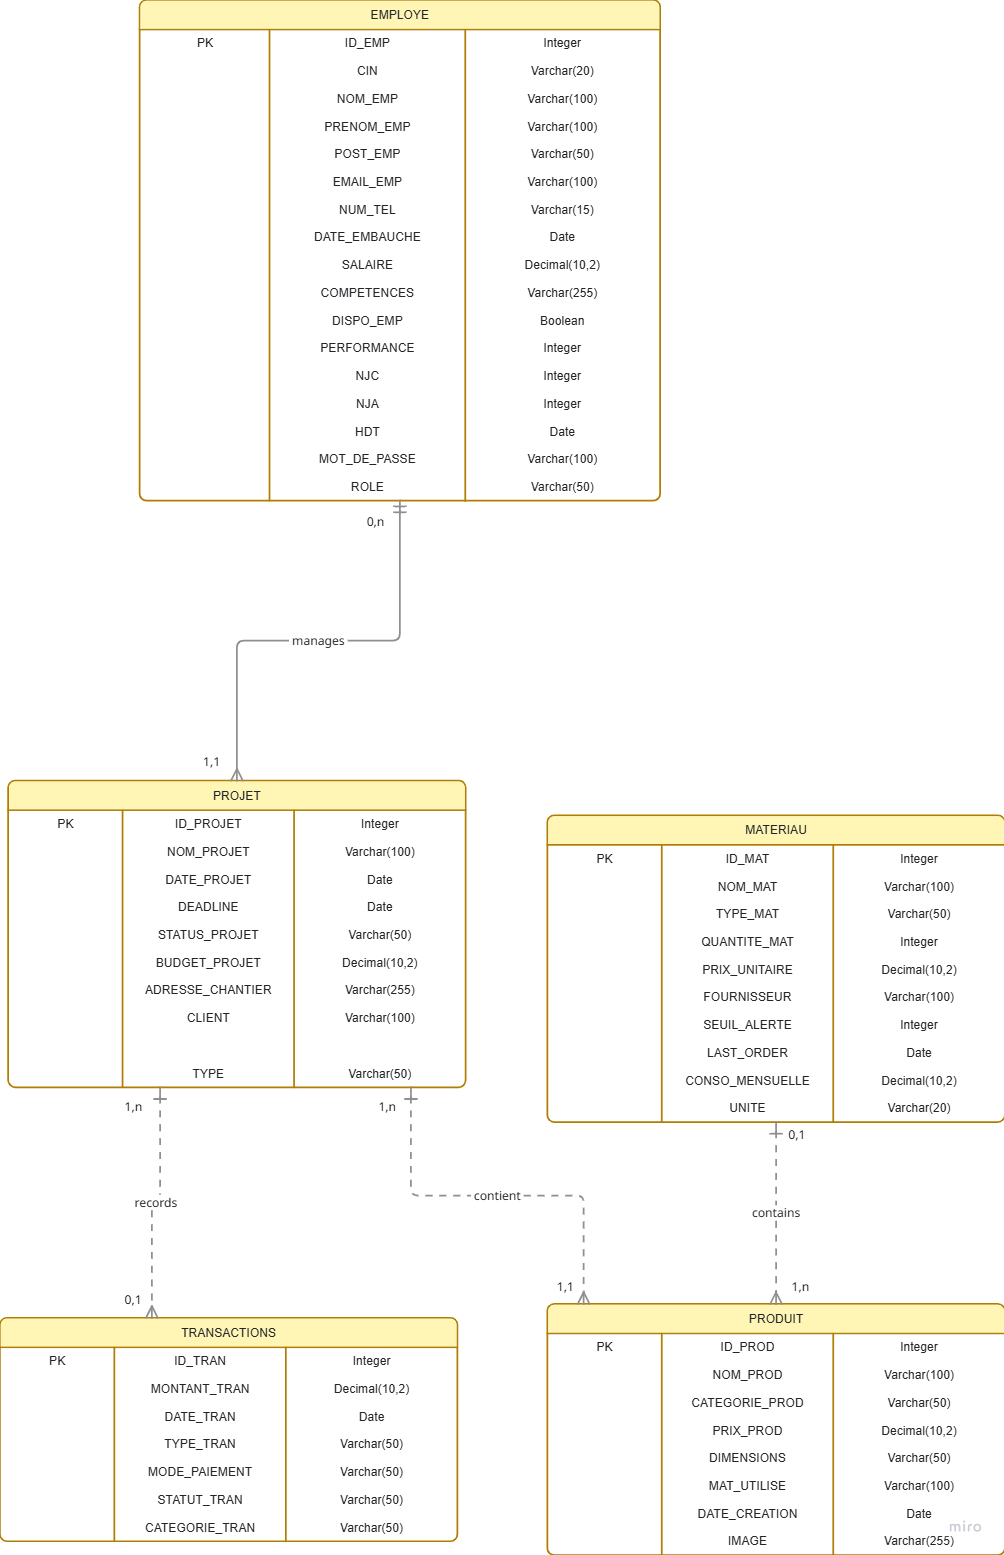 EMPLOYE
PK ID_EMP Integer
CIN Varchar(20)
NOM_EMP Varchar(100)
PRENOM_EMP Varchar(100)
POST_EMP Varchar(50)
EMAIL_EMP Varchar(100)
NUM_TEL Varchar(15)
DATE_EMBAUCHE Date
SALAIRE Decimal(10,2)
COMPETENCES Varchar(255)
DISPO_EMP Boolean
PERFORMANCE Integer
NJC Integer
NJA Integer
HDT Date
MOT_DE_PASSE Varchar(100)
ROLE Varchar(50)
0,n
manages
1,1
PROJET
PK ID_PROJET Integer
NOM_PROJET Varchar(100)
DATE_PROJET Date
DEADLINE Date
STATUS_PROJET Varchar(50)
BUDGET_PROJET Decimal(10,2)
ADRESSE_CHANTIER Varchar(255)
CLIENT Varchar(100)
TYPE Varchar(50)
MATERIAU
PK ID_MAT Integer
NOM_MAT Varchar(100)
TYPE_MAT Varchar(50)
QUANTITE_MAT Integer
PRIX_UNITAIRE Decimal(10,2)
FOURNISSEUR Varchar(100)
SEUIL_ALERTE Integer
LAST_ORDER Date
CONSO_MENSUELLE Decimal(10,2)
UNITE Varchar(20)
1,n
1,n
0,1
records
contient
contains
0,1
1,1
1,n
TRANSACTIONS
PK ID_TRAN Integer
MONTANT_TRAN Decimal(10,2)
DATE_TRAN Date
TYPE_TRAN Varchar(50)
MODE_PAIEMENT Varchar(50)
STATUT_TRAN Varchar(50)
CATEGORIE_TRAN Varchar(50)
PRODUIT
PK ID_PROD Integer
NOM_PROD Varchar(100)
CATEGORIE_PROD Varchar(50)
PRIX_PROD Decimal(10,2)
DIMENSIONS Varchar(50)
MAT_UTILISE Varchar(100)
DATE_CREATION Date
IMAGE Varchar(255)
miro